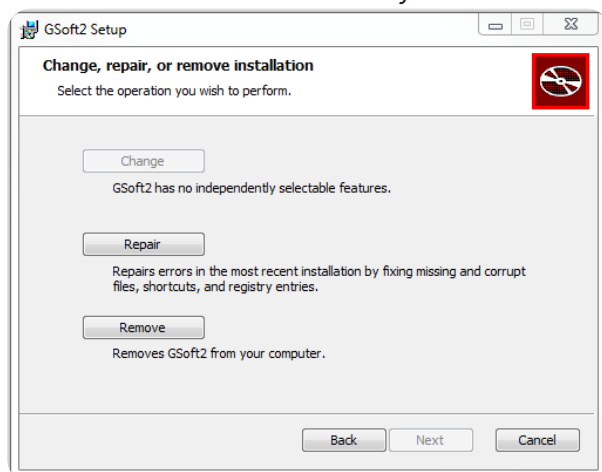 GSoft2 Setup
Change, repair, or remove installation
Select the operation you wish to perform.
Change
GSoft2 has no independently selectable features.
Repair
Repairs errors in the most recent installation by fixing missing and corrupt
files, shortcuts, and registry entries.
Remove
Removes GSoft2 from your computer.
Back Next Cancel